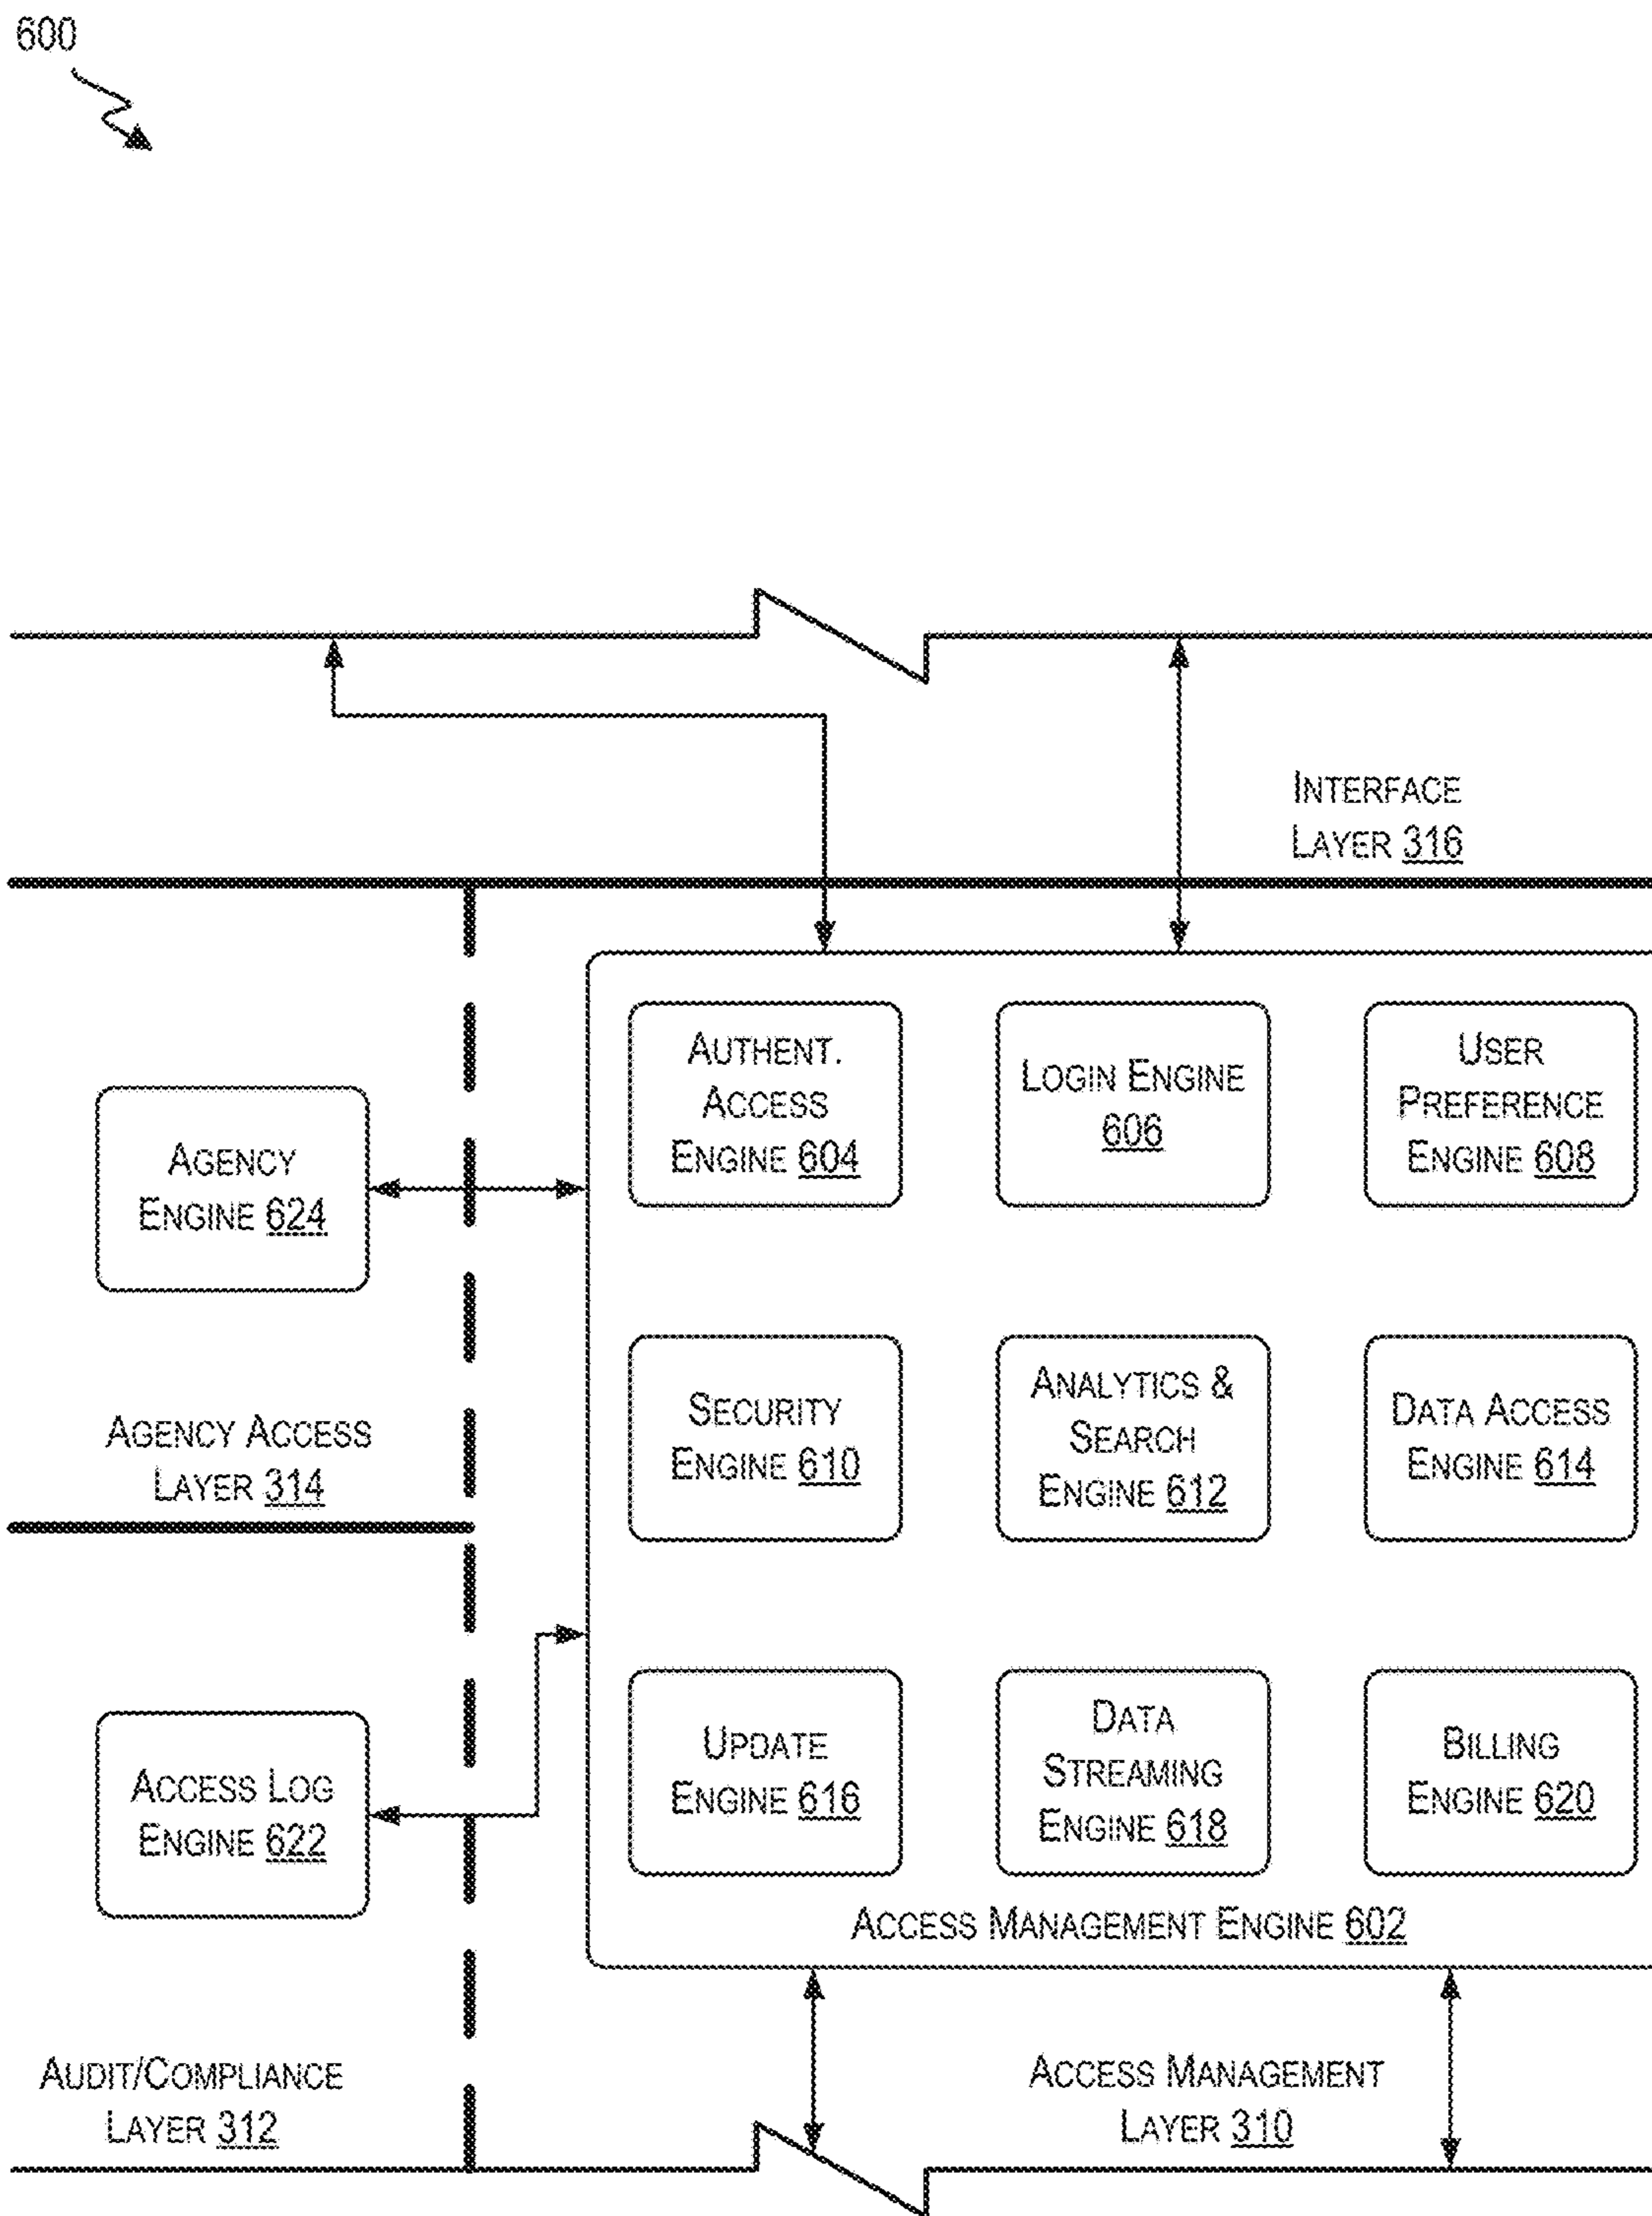 600
INTERFACE
LAYER 316
AUTHENT.
ACCESS
ENGINE 604
LOGIN ENGINE
606
USER
PREFERENCE
ENGINE 608
AGENCY
ENGINE 624
SECURITY
ENGINE 610
ANALYTICS &
SEARCH
ENGINE 612
DATA ACCESS
ENGINE 614
AGENCY ACCESS
LAYER 314
UPDATE
ENGINE 616
DATA
STREAMING
ENGINE 618
BILLING
ENGINE 620
ACCESS LOG
ENGINE 622
ACCESS MANAGEMENT ENGINE 602
AUDIT/COMPLIANCE
LAYER 312
ACCESS MANAGEMENT
LAYER 310